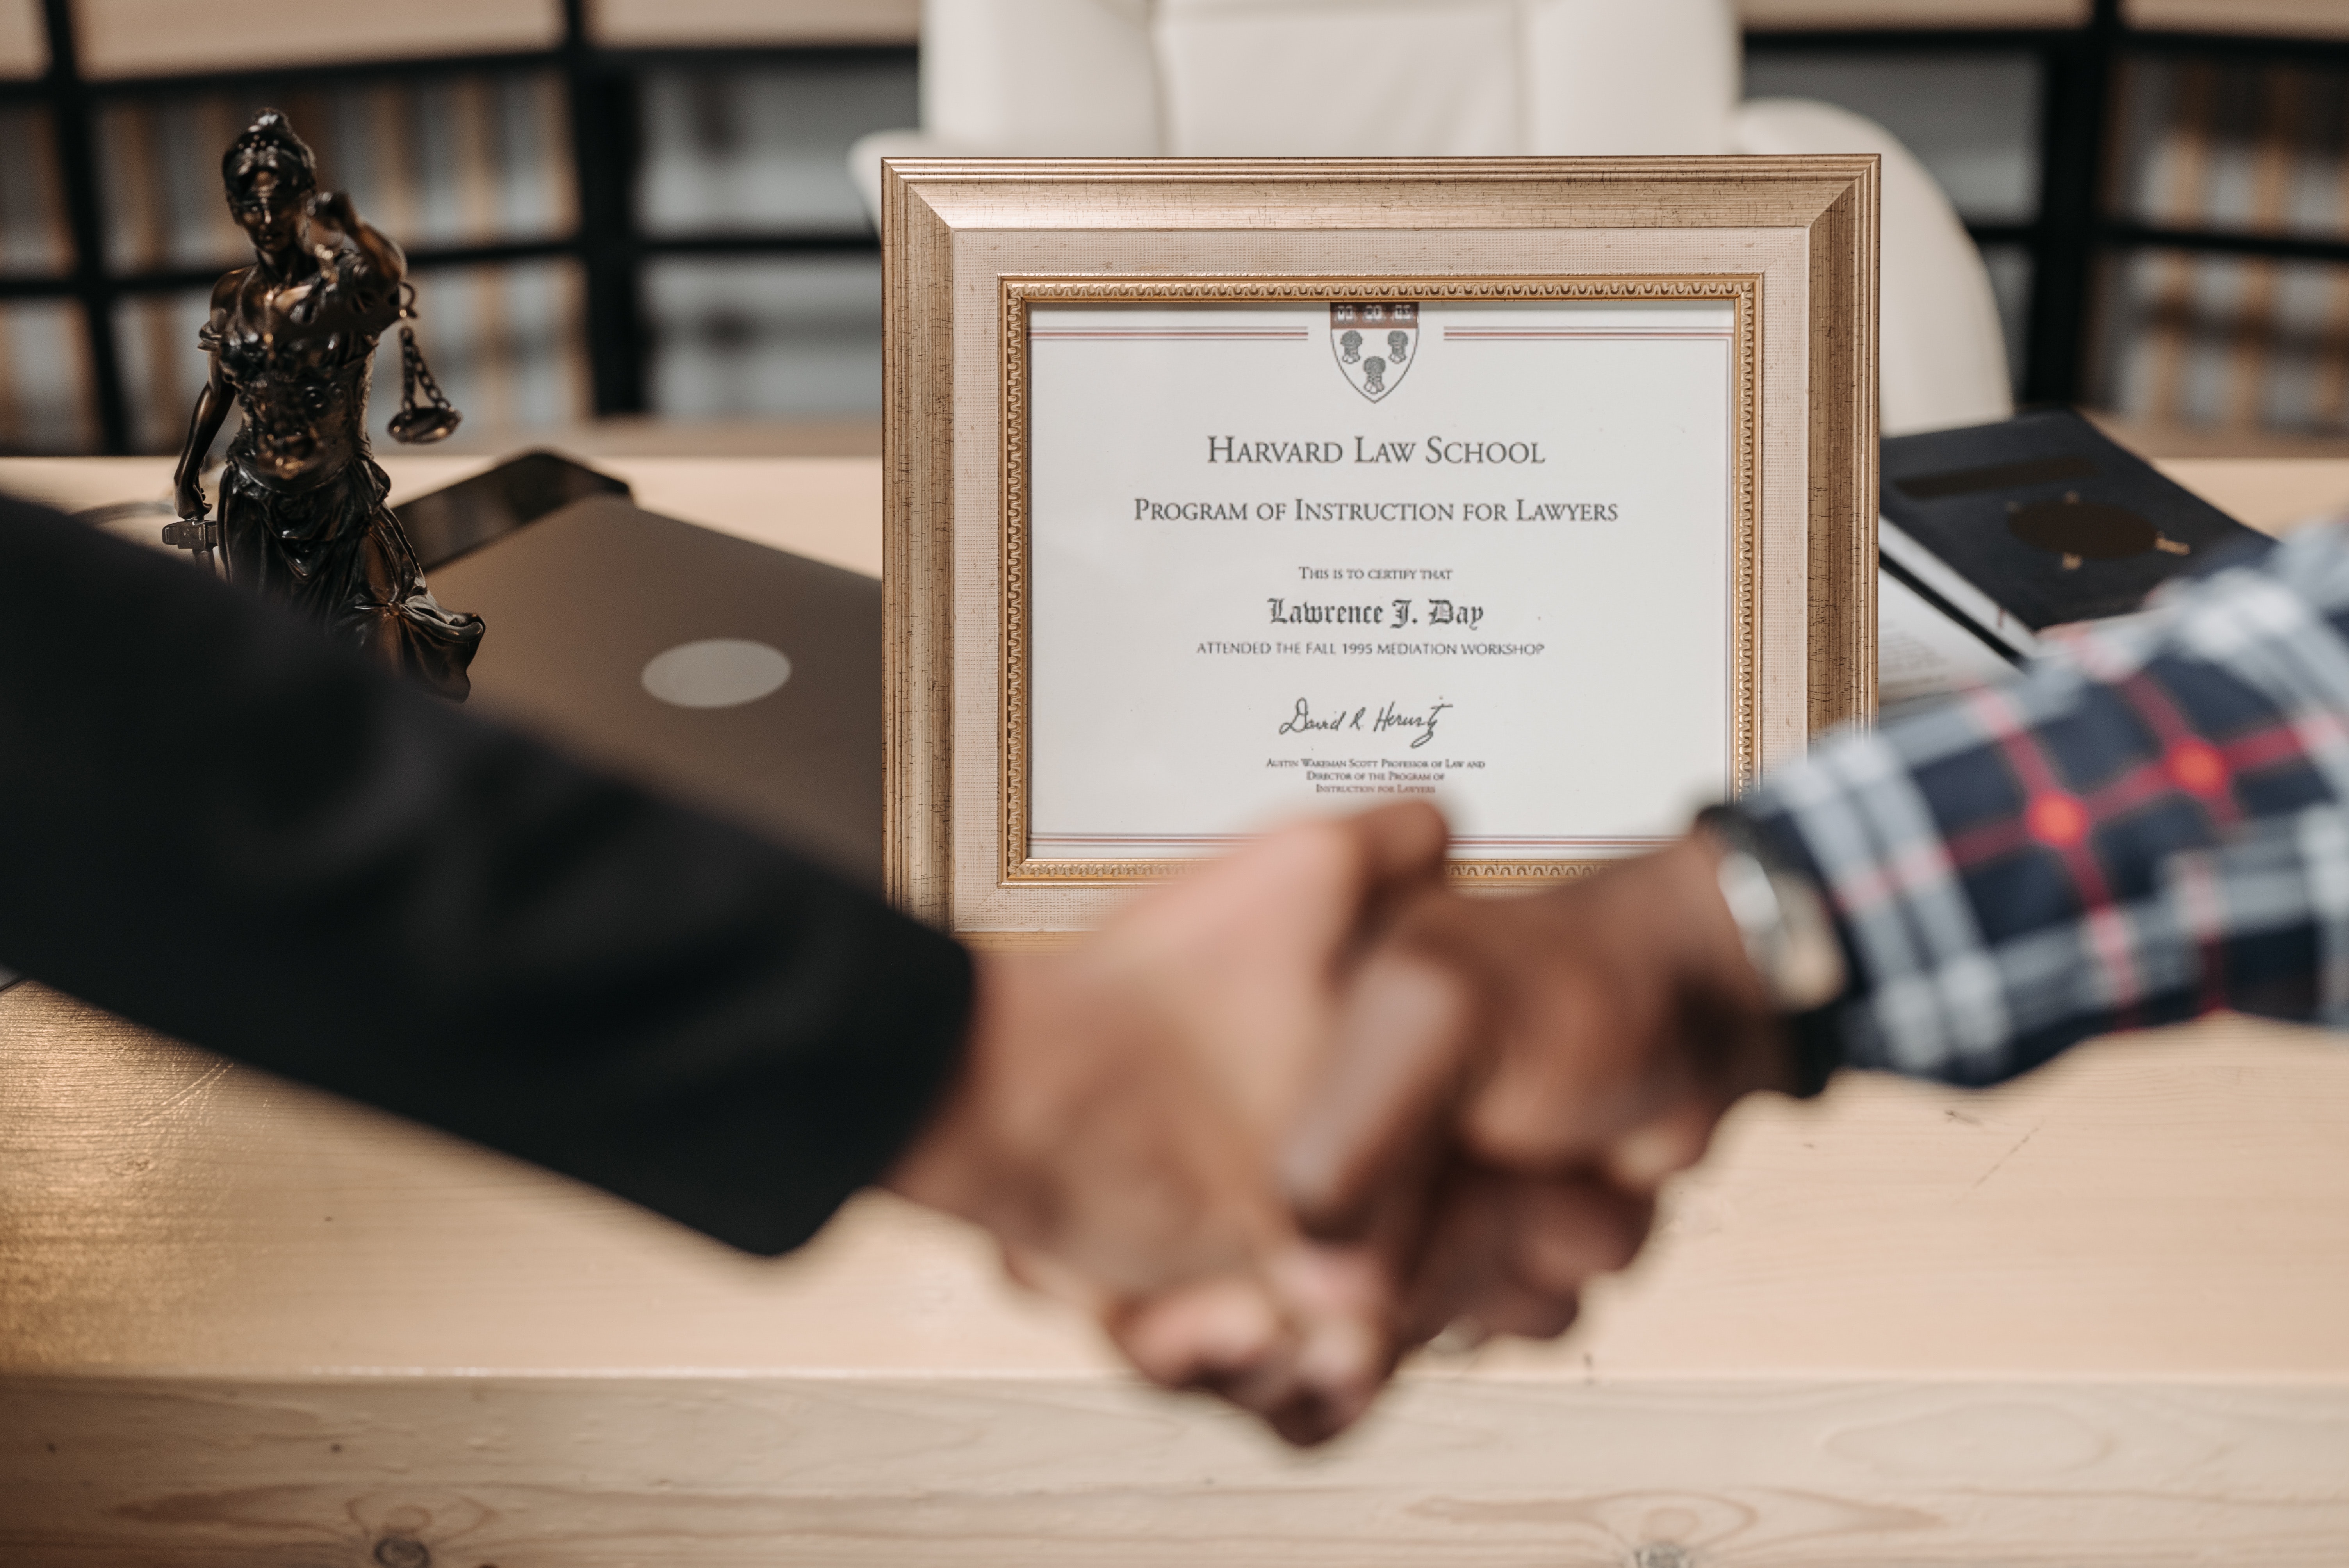 HARVARD LAW SCHOOL
PROGRAM OF INSTRUCTION FOR LAWYERS
THIS IS TO CERTIFY THAT
Lawrence J. Day
ATTENDED THE FALL 1995 MEDIATION WORKSHOP
David R Herwitz
AUSTIN WAKEMAN SCOTT PROFESSOR OF LAW AND
DIRECTOR OF THE PROGRAM OF
INSTRUCTION FOR LAWYERS